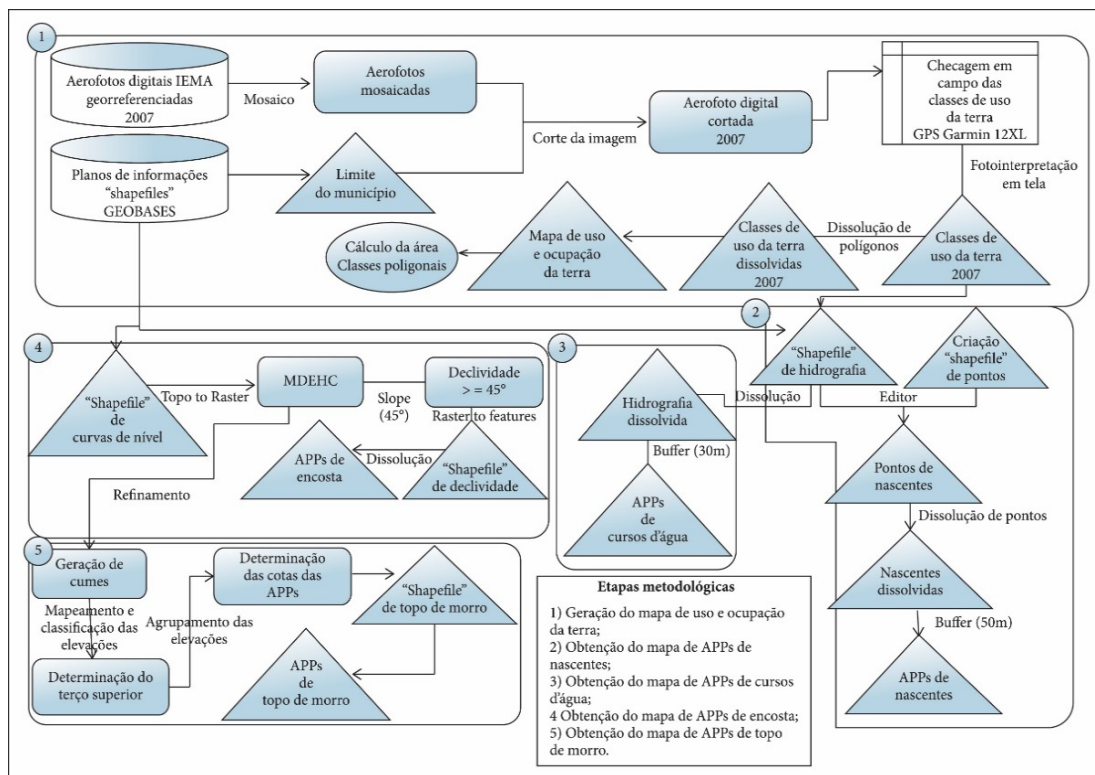 1
Aerofotos digitais IEMA
georreferenciadas
2007
Mosaico
Aerofotos
mosaicadas
Planos de informações
“shapefiles”
GEOBASES
Limite
do município
Corte da imagem
Aerofoto digital
cortada
2007
Checagem em
campo das
classes de uso
da terra
GPS Garmin 12XL
Fotointerpretação
em tela
Classes de
uso da terra
2007
Dissolução de
polígonos
Classes de
uso da terra
dissolvidas
2007
Mapa de uso
e ocupação
da terra
Cálculo da área
Classes poligonais
2
“Shapefile”
de hidrografia
Criação
“shapefile”
de pontos
Dissolução
Editor
Pontos de
nascentes
Dissolução de pontos
Nascentes
dissolvidas
Buffer (50m)
APPs de
nascentes
3
Hidrografia
dissolvida
Buffer (30m)
APPs
de
cursos d’água
4
“Shapefile”
de
curvas de nível
Topo to Raster
MDEHC
Slope
(45°)
Declividade
> = 45°
Raster to features
“Shapefile”
de declividade
Dissolução
APPs de
encosta
Refinamento
5
Geração de
cumes
Mapeamento e
classificação das
elevações
Determinação do
terço superior
Agrupamento das
elevações
Determinação
das cotas das
APPs
“Shapefile”
de topo de morro
APPs
de
topo de morro
Etapas metodológicas
1) Geração do mapa de uso e ocupação
da terra;
2) Obtenção do mapa de APPs de
nascentes;
3) Obtenção do mapa de APPs de cursos
d’água;
4 Obtenção do mapa de APPs de encosta;
5) Obtenção do mapa de APPs de topo
de morro.